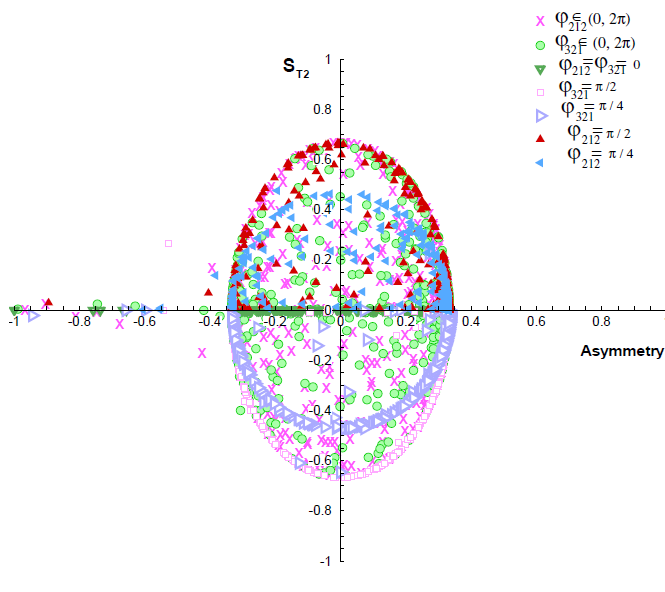 φ212 ∈ (0, 2π)
φ321 ∈ (0, 2π)
φ212 = φ321 = 0
φ321 = π/2
φ321 = π / 4
φ212 = π / 2
φ212 = π / 4
ST2
1
0.8
0.6
0.4
0.2
-1 -0.8 -0.6 -0.4 -0.2 0 0.2 0.4 0.6 0.8
Asymmetry
-0.2
-0.4
-0.6
-0.8
-1